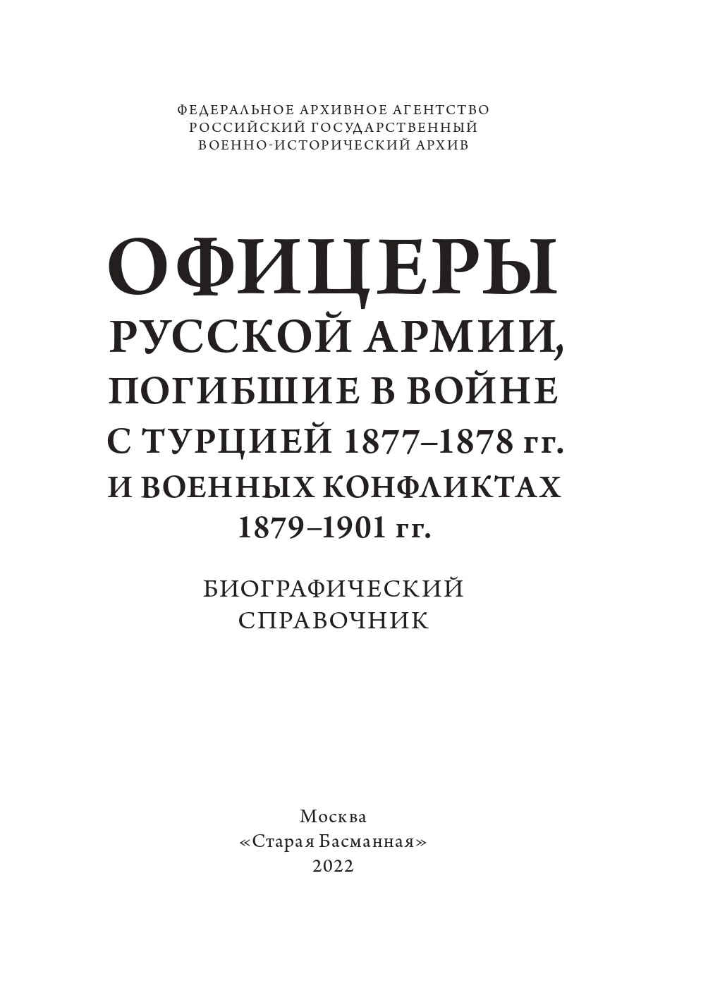 ФЕДЕРАЛЬНОЕ АРХИВНОЕ АГЕНТСТВО
РОССИЙСКИЙ ГОСУДАРСТВЕННЫЙ
ВОЕННО-ИСТОРИЧЕСКИЙ АРХИВ
ОФИЦЕРЫ
РУССКОЙ АРМИИ,
ПОГИБШИЕ В ВОЙНЕ
С ТУРЦИЕЙ 1877–1878 гг.
И ВОЕННЫХ КОНФЛИКТАХ
1879–1901 гг.
БИОГРАФИЧЕСКИЙ
СПРАВОЧНИК
Москва
«Старая Басманная»
2022